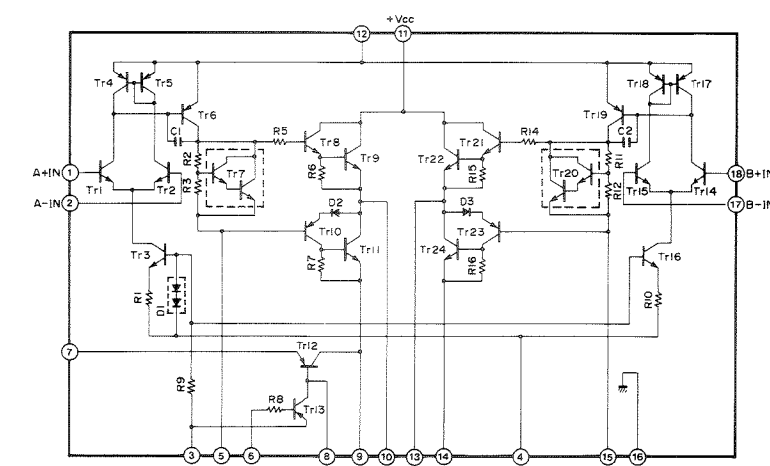 +Vcc
12 11
Tr4 Tr5 Tr18 Tr17
Tr6 Tr19
C1 R5 Tr8 Tr21 R14 C2
R2 Tr7 R6 Tr9 Tr22 R15 Tr20 R11
A+IN 1 Tr1 Tr2 R3 R12 Tr15 Tr14 18 B+IN
A-IN 2 D2 D3 17 B-IN
Tr10 Tr23
Tr3 R7 Tr11 Tr24 R16 Tr16
R1 D1 R10
7 Tr12
R9 R8 Tr13
3 5 6 8 9 10 13 14 4 15 16